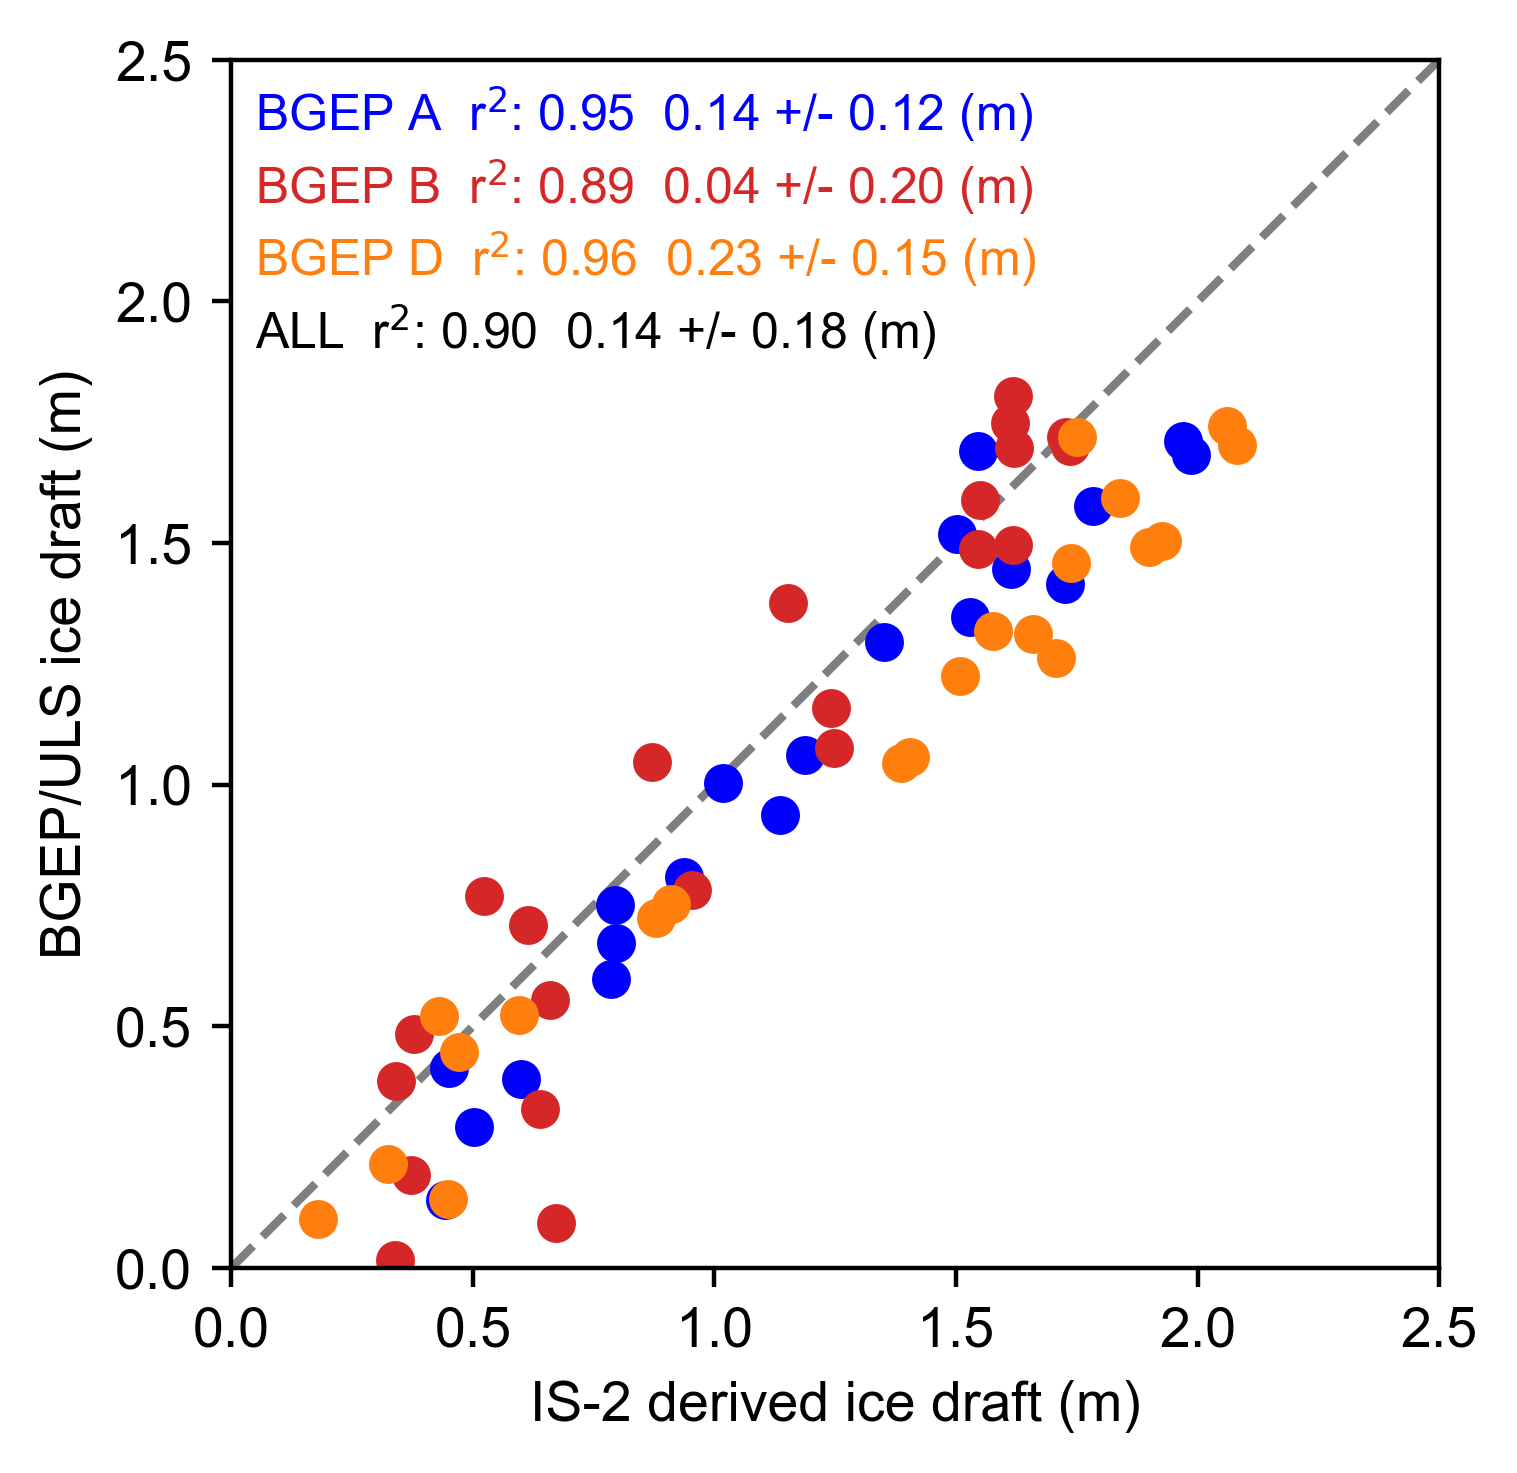 BGEP A r²: 0.95 0.14 +/- 0.12 (m)
BGEP B r²: 0.89 0.04 +/- 0.20 (m)
BGEP D r²: 0.96 0.23 +/- 0.15 (m)
ALL r²: 0.90 0.14 +/- 0.18 (m)
BGEP/ULS ice draft (m)
2.5
2.0
1.5
1.0
0.5
0.0
0.0 0.5 1.0 1.5 2.0 2.5
IS-2 derived ice draft (m)